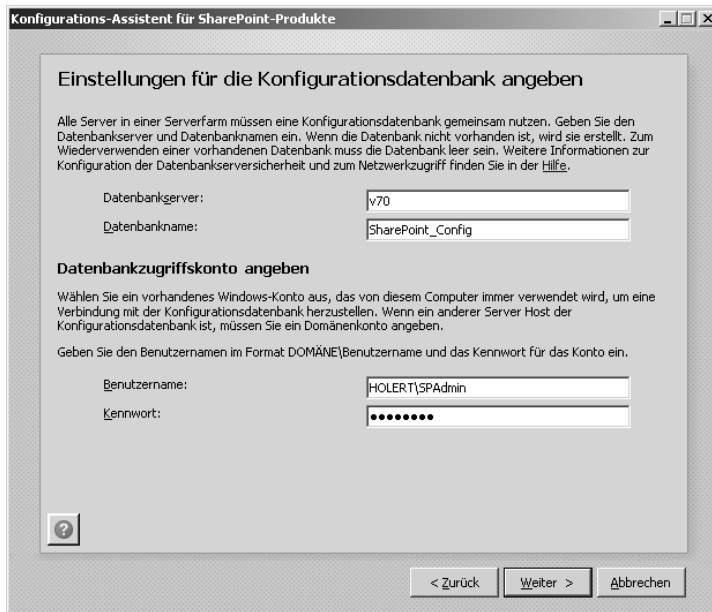 Konfigurations-Assistent für SharePoint-Produkte
Einstellungen für die Konfigurationsdatenbank angeben
Alle Server in einer Serverfarm müssen eine Konfigurationsdatenbank gemeinsam nutzen. Geben Sie den
Datenbankserver und Datenbanknamen ein. Wenn die Datenbank nicht vorhanden ist, wird sie erstellt. Zum
Wiederverwenden einer vorhandenen Datenbank muss die Datenbank leer sein. Weitere Informationen zur
Konfiguration der Datenbankserversicherheit und zum Netzwerkzugriff finden Sie in der Hilfe.
Datenbankserver: v70
Datenbankname: SharePoint_Config
Datenbankzugriffskonto angeben
Wählen Sie ein vorhandenes Windows-Konto aus, das von diesem Computer immer verwendet wird, um eine
Verbindung mit der Konfigurationsdatenbank herzustellen. Wenn ein anderer Server Host der
Konfigurationsdatenbank ist, müssen Sie ein Domänenkonto angeben.
Geben Sie den Benutzernamen im Format DOMÄNE\Benutzername und das Kennwort für das Konto ein.
Benutzername: HOLERT\SPAdmin
Kennwort: ●●●●●●●●
?
< Zurück Weiter > Abbrechen